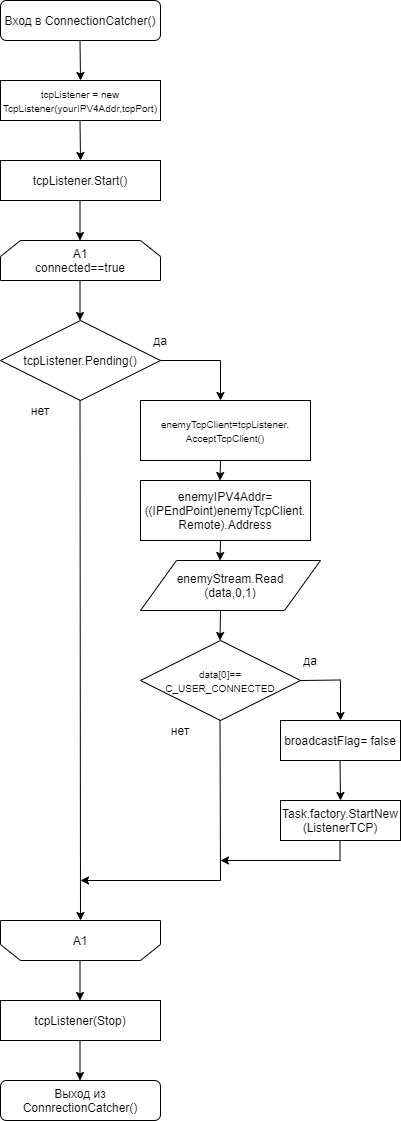 Вход в ConnectionCatcher()
tcpListener = new
TcpListener(yourIPV4Addr,tcpPort)
tcpListener.Start()
A1
connected==true
tcpListener.Pending()
да
нет
enemyTcpClient=tcpListener.
AcceptTcpClient()
enemyIPV4Addr=
((IPEndPoint)enemyTcpClient.
Remote).Address
enemyStream.Read
(data,0,1)
data[0]==
C_USER_CONNECTED
да
нет
broadcastFlag= false
Task.factory.StartNew
(ListenerTCP)
A1
tcpListener(Stop)
Выход из
ConnrectionCatcher()